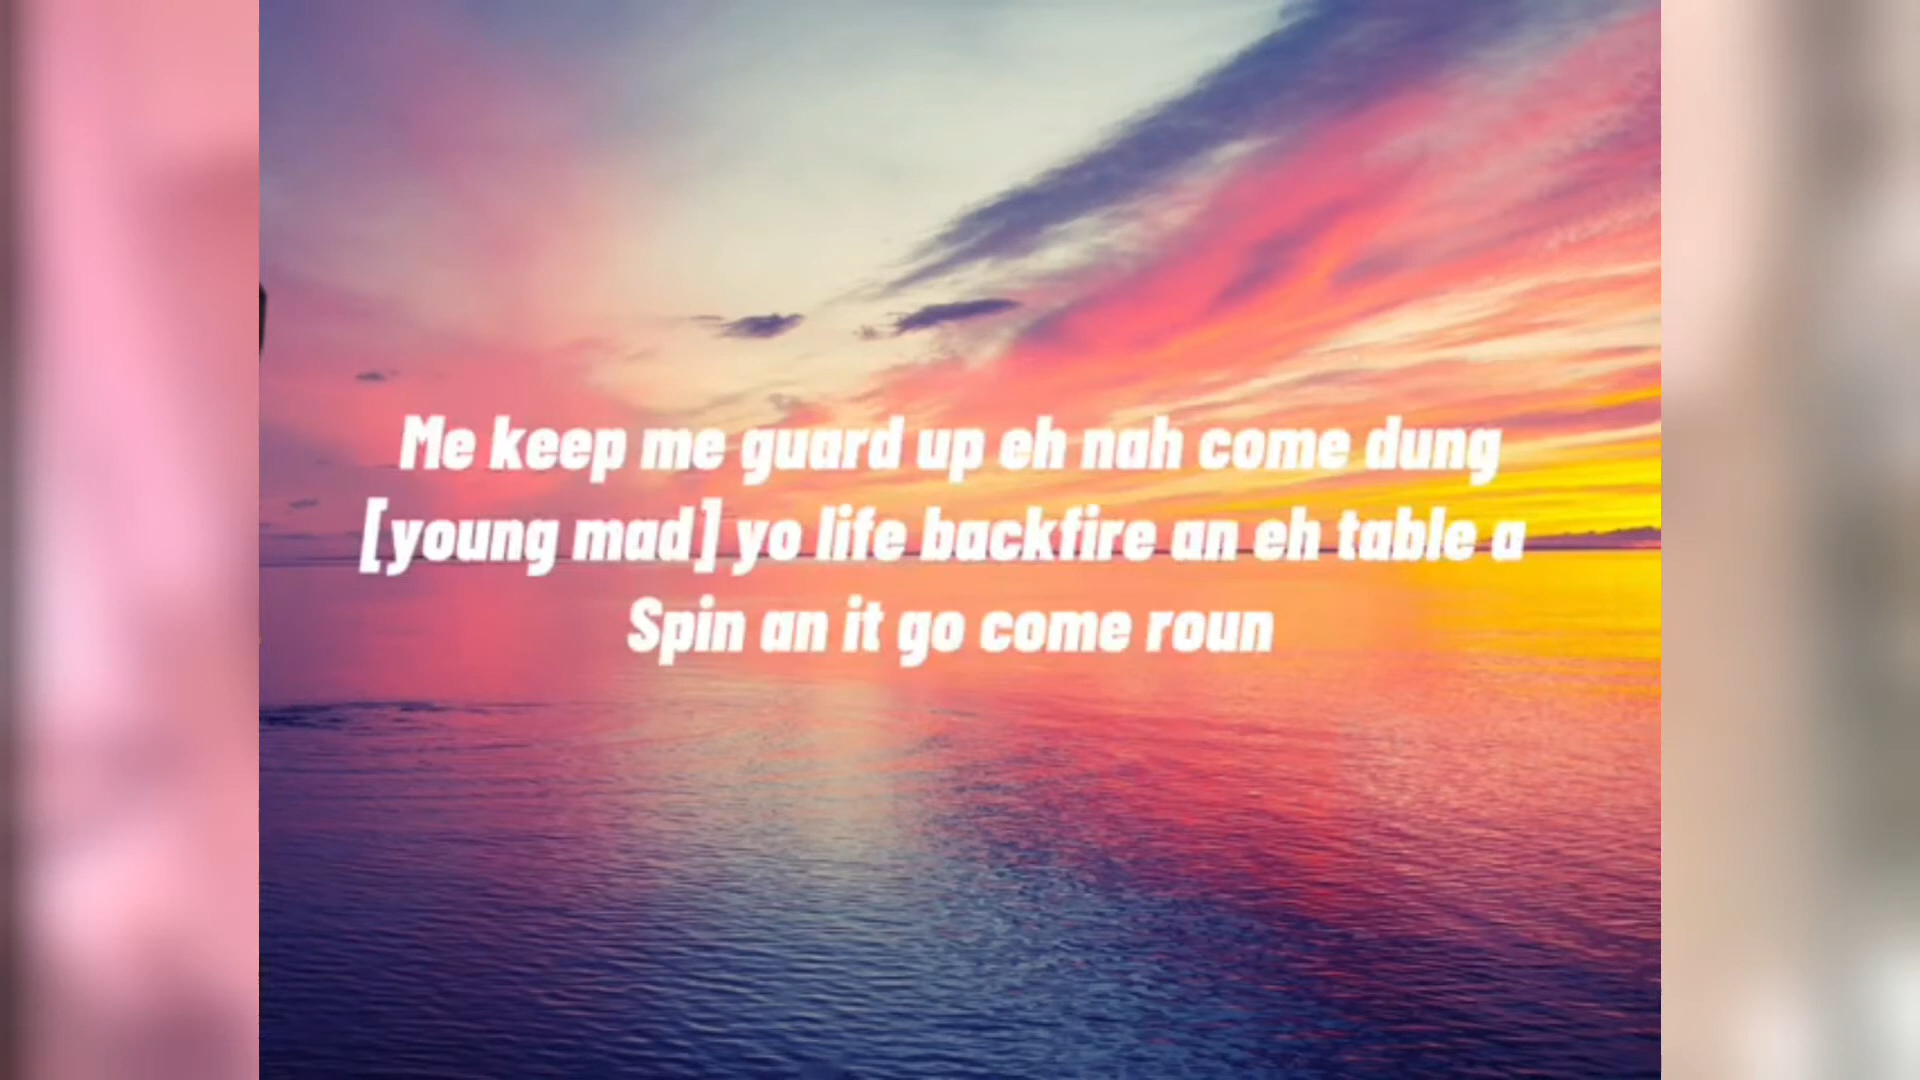 Me keep me guard up eh nah come dung
[young mad] yo life backfire an eh table a
Spin an it go come roun